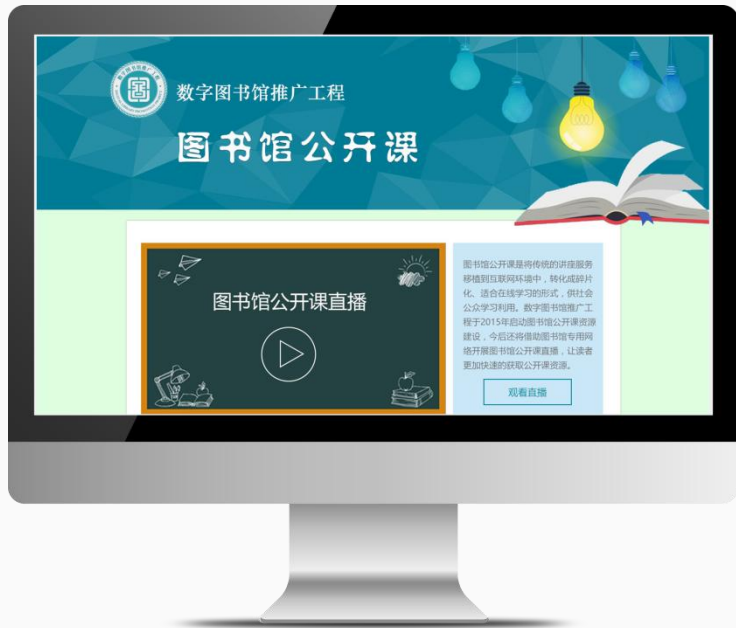 数字图书馆推广工程
图书馆公开课
图书馆公开课直播
图书馆公开课是将传统的讲座服务
移植到互联网环境中，转化成碎片
化、适合在线学习的形式，供社会
公众学习利用。数字图书馆推广工
程于2015年启动图书馆公开课资源
建设，今后还将借助图书馆专用网
络开展图书馆公开课直播，让读者
更加快速的获取公开课资源。
观看直播